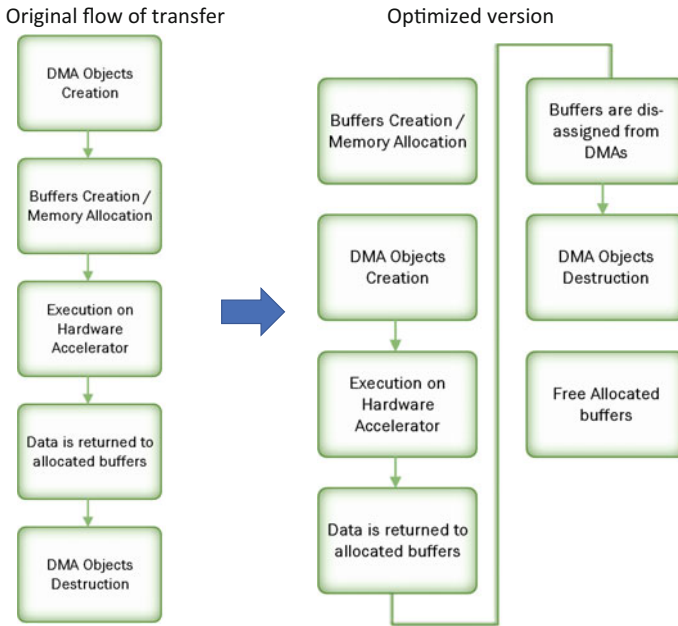 Original flow of transfer
DMA Objects
Creation
Buffers Creation /
Memory Allocation
Execution on
Hardware
Accelerator
Data is returned to
allocated buffers
DMA Objects
Destruction
Optimized version
Buffers Creation /
Memory Allocation
DMA Objects
Creation
Execution on
Hardware
Accelerator
Data is returned to
allocated buffers
Buffers are dis-
assigned from
DMAs
DMA Objects
Destruction
Free Allocated
buffers